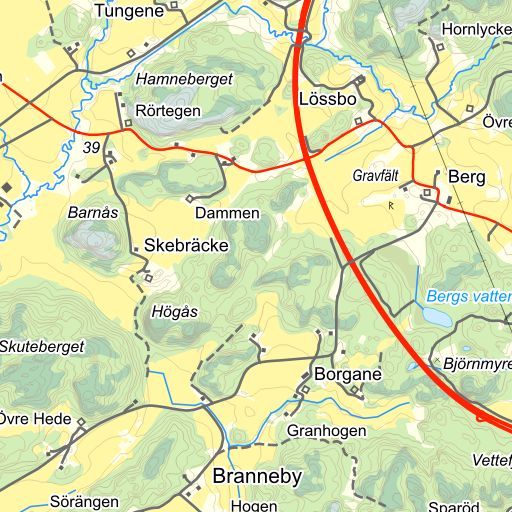 Tungene
Hornlycke
Hamneberget
Lössbo
Rörtegen
Övre
39
Gravfält
Berg
R
Barnås
Dammen
Skebräcke
Bergs vatten
Högås
Skuteberget
Björnmyre
Borgane
Övre Hede
Granhogen
Vettef
Branneby
Sörängen
Hogen
Sparöd